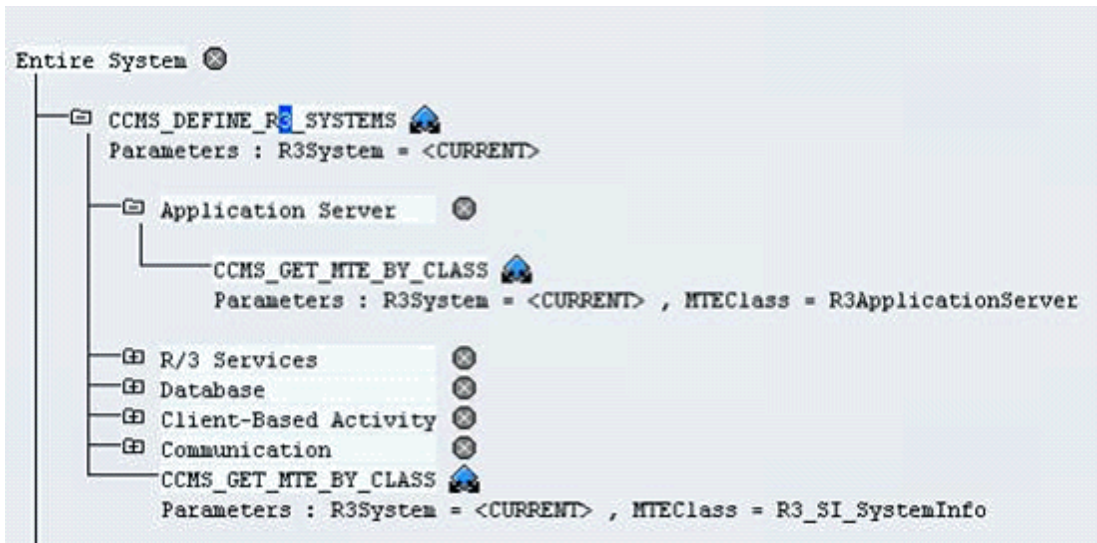 Entire System
CCMS_DEFINE_R3_SYSTEMS
Parameters : R3System = <CURRENT>
Application Server
CCMS_GET_MTE_BY_CLASS
Parameters : R3System = <CURRENT> , MTEClass = R3ApplicationServer
R/3 Services
Database
Client-Based Activity
Communication
CCMS_GET_MTE_BY_CLASS
Parameters : R3System = <CURRENT> , MTEClass = R3_SI_SystemInfo